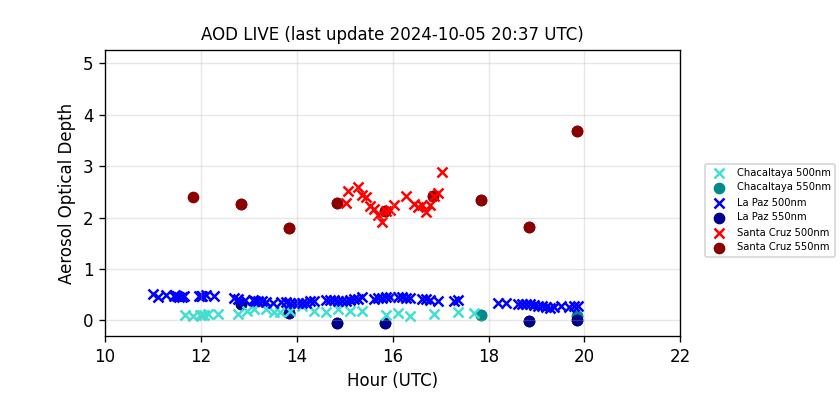 AOD LIVE (last update 2024-10-05 20:37 UTC)
Aerosol Optical Depth
5
4
3
2
1
0
10 12 14 16 18 20 22
Hour (UTC)
Chacaltaya 500nm
Chacaltaya 550nm
La Paz 500nm
La Paz 550nm
Santa Cruz 500nm
Santa Cruz 550nm